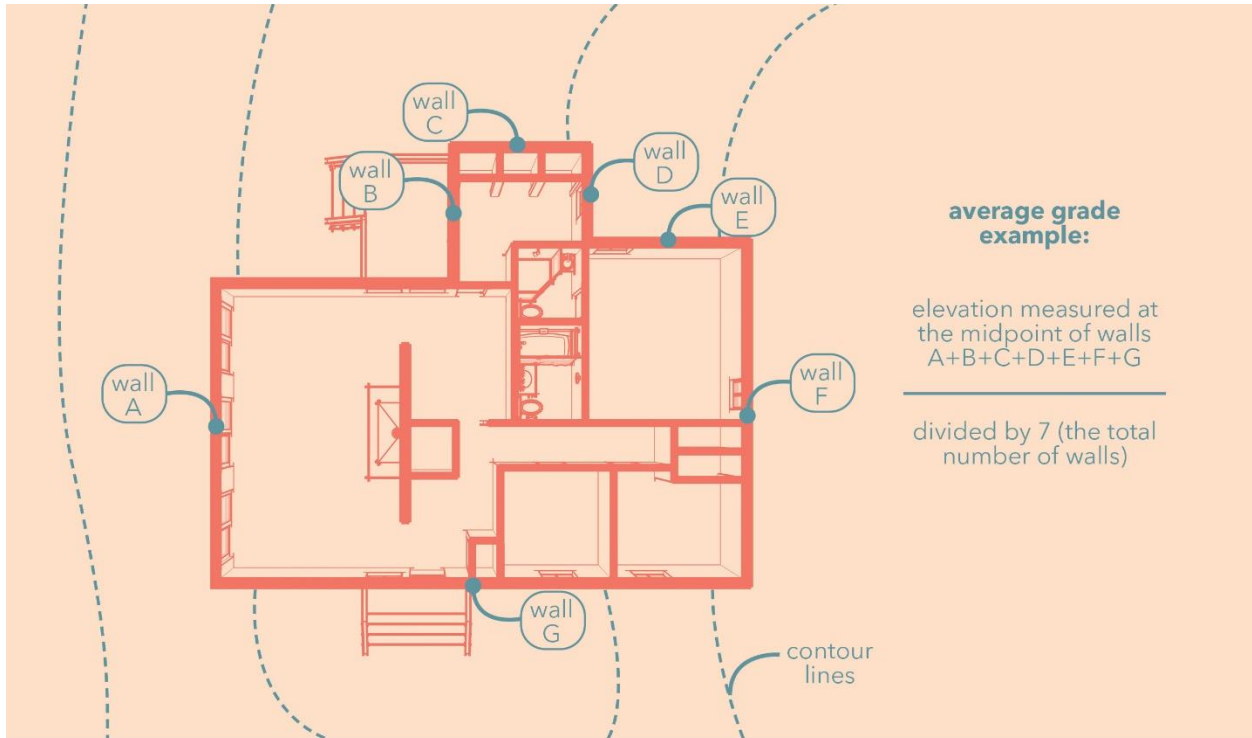 wall
C
wall
B
wall
D
wall
E
wall
A
wall
F
wall
G
contour
lines
average grade
example:
elevation measured at
the midpoint of walls
A+B+C+D+E+F+G
divided by 7 (the total
number of walls)